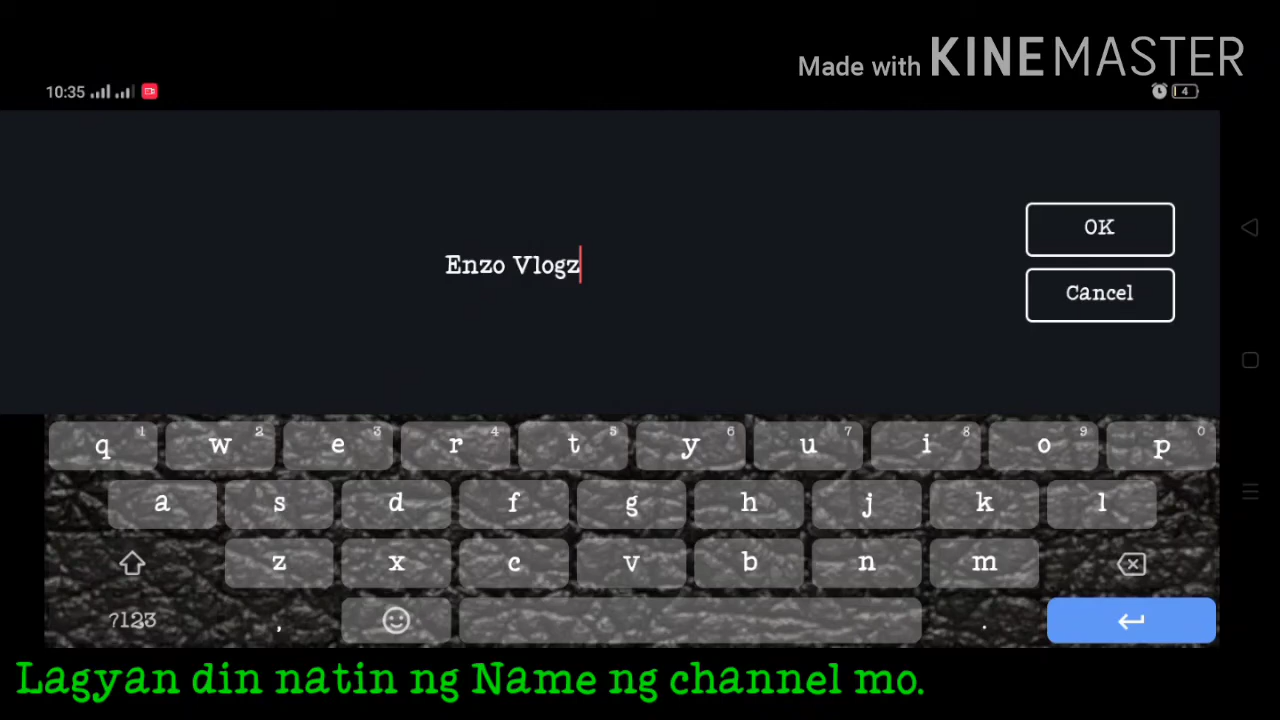 Made with KINEMASTER
10:35
4
OK
Enzo Vlogz
Cancel
q 1 w 2 e 3 r 4 t 5 y 6 u 7 i 8 o 9 p 0
a s d f g h j k l
z x c v b n m
?123 , .
Lagyan din natin ng Name ng channel mo.